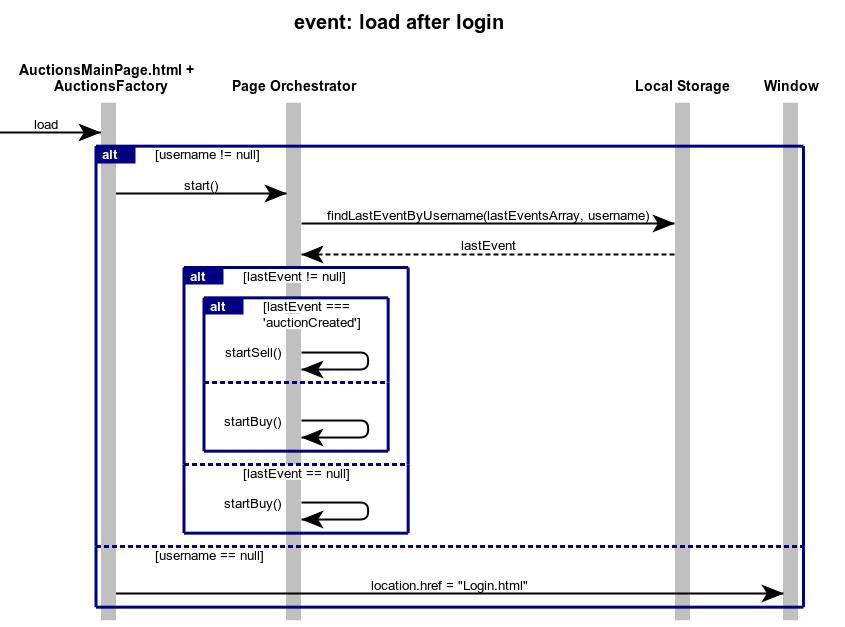 event: load after login
AuctionsMainPage.html +
AuctionsFactory
Page Orchestrator
Local Storage
Window
load
alt
[username != null]
start()
findLastEventByUsername(lastEventsArray, username)
lastEvent
alt
[lastEvent != null]
alt
[lastEvent ===
'auctionCreated']
startSell()
startBuy()
[lastEvent == null]
startBuy()
[username == null]
location.href = "Login.html"